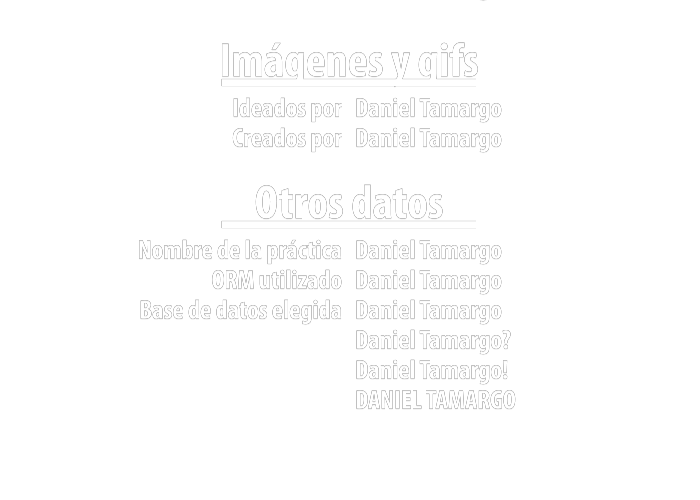 Imágenes y gifs
Ideados por Daniel Tamargo
Creados por Daniel Tamargo
Otros datos
Nombre de la práctica Daniel Tamargo
ORM utilizado Daniel Tamargo
Base de datos elegida Daniel Tamargo
Daniel Tamargo?
Daniel Tamargo!
DANIEL TAMARGO